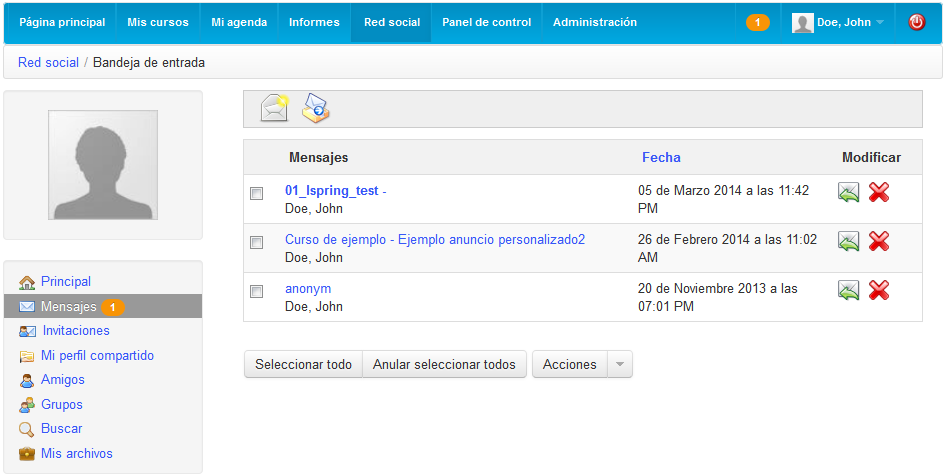 Página principal Mis cursos Mi agenda Informes Red social Panel de control Administración 1 Doe, John
Red social / Bandeja de entrada
Mensajes Fecha Modificar
01_Ispring_test -
Doe, John
05 de Marzo 2014 a las 11:42
PM
Curso de ejemplo - Ejemplo anuncio personalizado2
Doe, John
26 de Febrero 2014 a las 11:02
AM
anonym
Doe, John
20 de Noviembre 2013 a las
07:01 PM
Seleccionar todo Anular seleccionar todos Acciones
Principal
Mensajes 1
Invitaciones
Mi perfil compartido
Amigos
Grupos
Buscar
Mis archivos